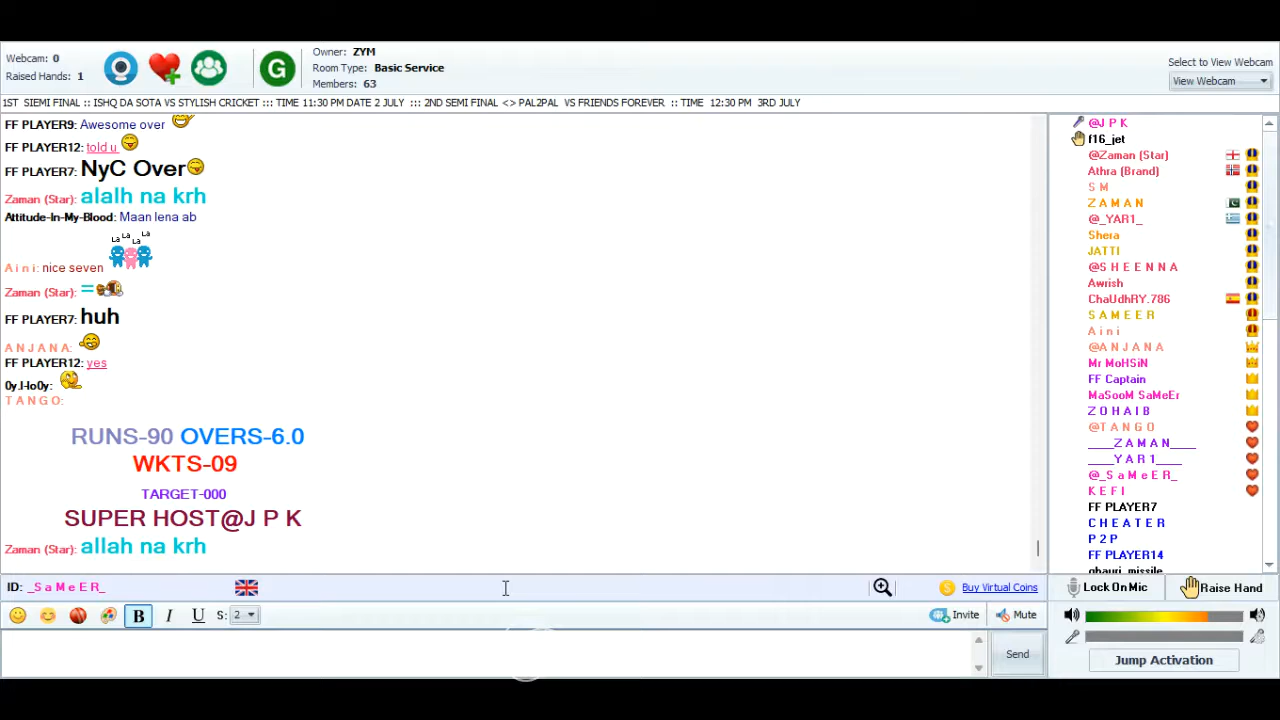 Webcam: 0
Raised Hands: 1
G
Owner: ZYM
Room Type: Basic Service
Members: 63
Select to View Webcam
View Webcam
1ST SIEMI FINAL :: ISHQ DA SOTA VS STYLISH CRICKET ::: TIME 11:30 PM DATE 2 JULY ::: 2ND SEMI FINAL <> PAL2PAL VS FRIENDS FOREVER :: TIME 12:30 PM 3RD JULY
FF PLAYER9: Awesome over
FF PLAYER12: told u
FF PLAYER7: NyC Over
Zaman (Star): alalh na krh
Attitude-In-My-Blood: Maan lena ab
La La La La
A i n i: nice seven
Zaman (Star): =
FF PLAYER7: huh
A N J A N A:
FF PLAYER12: yes
0y.l-lo0y:
T A N G O:
RUNS-90 OVERS-6.0
WKTS-09
TARGET-000
SUPER HOST@J P K
Zaman (Star): allah na krh
@J P K
f16_jet
@Zaman (Star)
Athra (Brand)
S M
Z A M A N
@_YAR1_
Shera
JATTI
@S H E E N N A
Awrish
ChaUdhRY.786
S A M E E R
A i n i
@A N J A N A
Mr MoHSiN
FF Captain
MaSooM SaMeEr
Z O H A I B
@T A N G O
____Z A M A N____
____Y A R 1____
@_S a M e E R_
K E F I
FF PLAYER7
C H E A T E R
P 2 P
FF PLAYER14
ghauri_missile
ID: _S a M e E R_
Buy Virtual Coins
Lock On Mic
Raise Hand
B I U S: 2
Invite
Mute
Send
Jump Activation